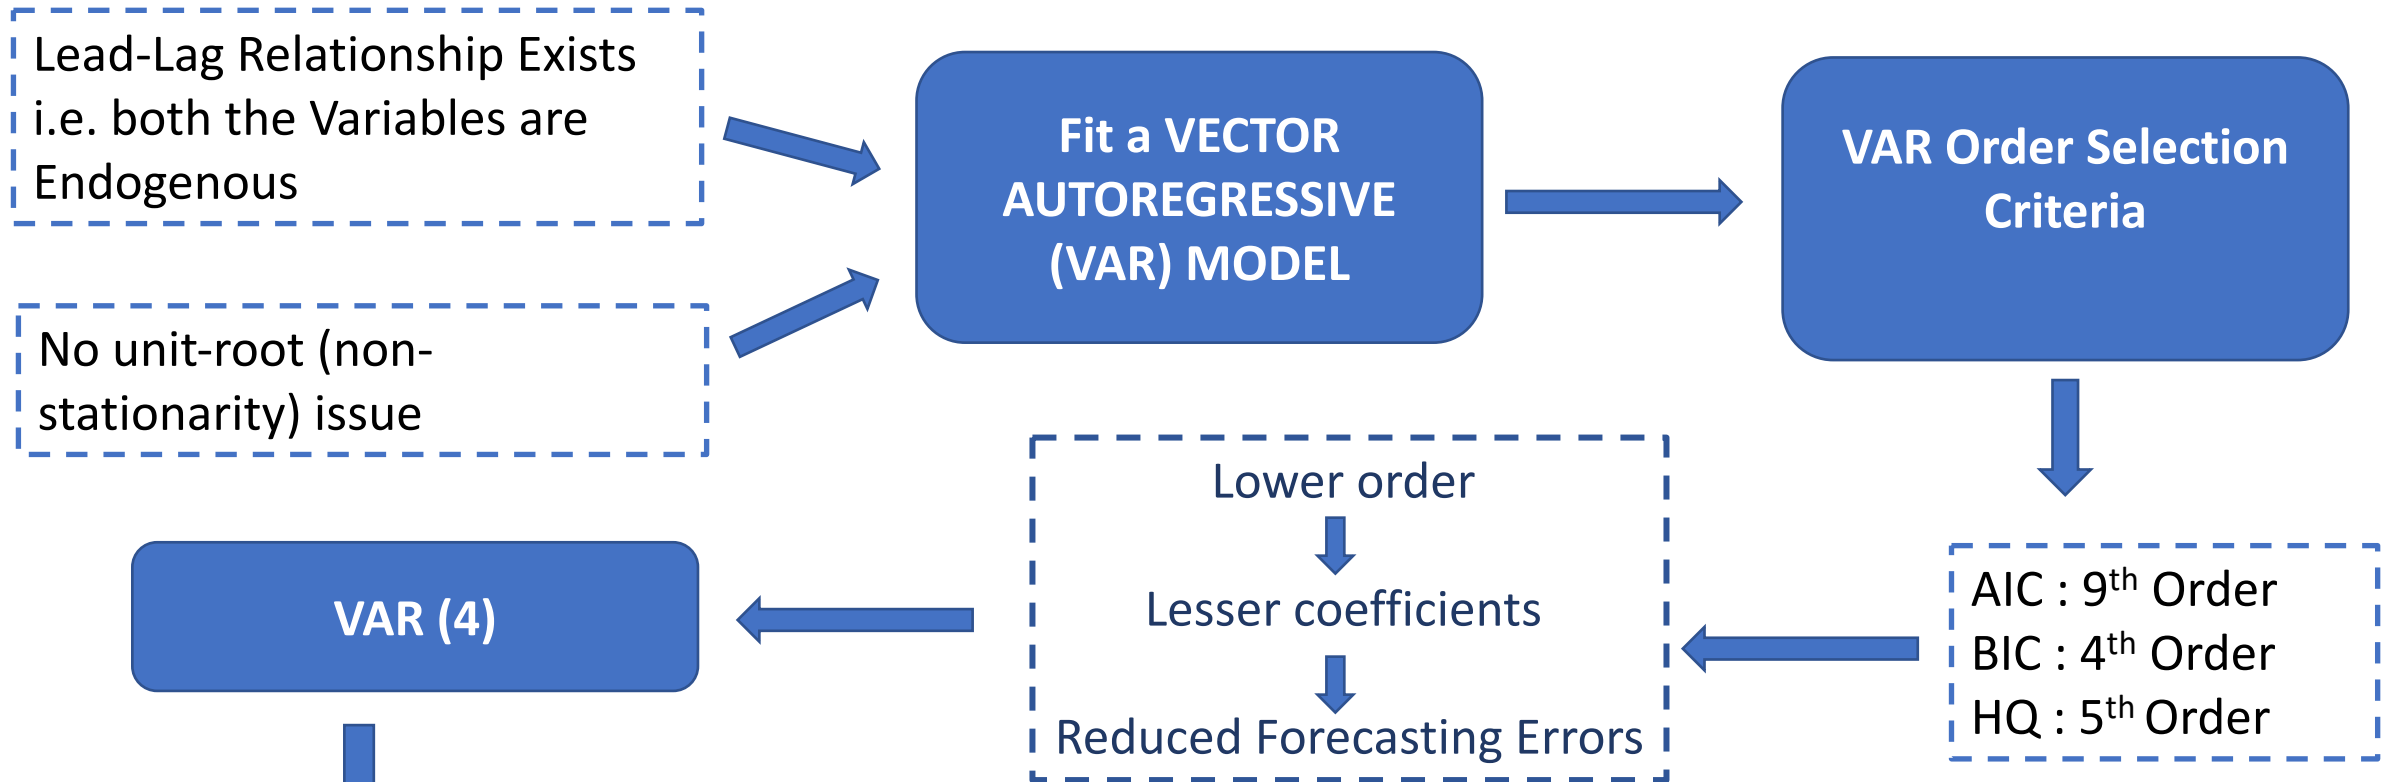 Lead-Lag Relationship Exists
i.e. both the Variables are
Endogenous
No unit-root (non-
stationarity) issue
Fit a VECTOR
AUTOREGRESSIVE
(VAR) MODEL
VAR Order Selection
Criteria
AIC : 9th Order
BIC : 4th Order
HQ : 5th Order
Lower order
Lesser coefficients
Reduced Forecasting Errors
VAR (4)